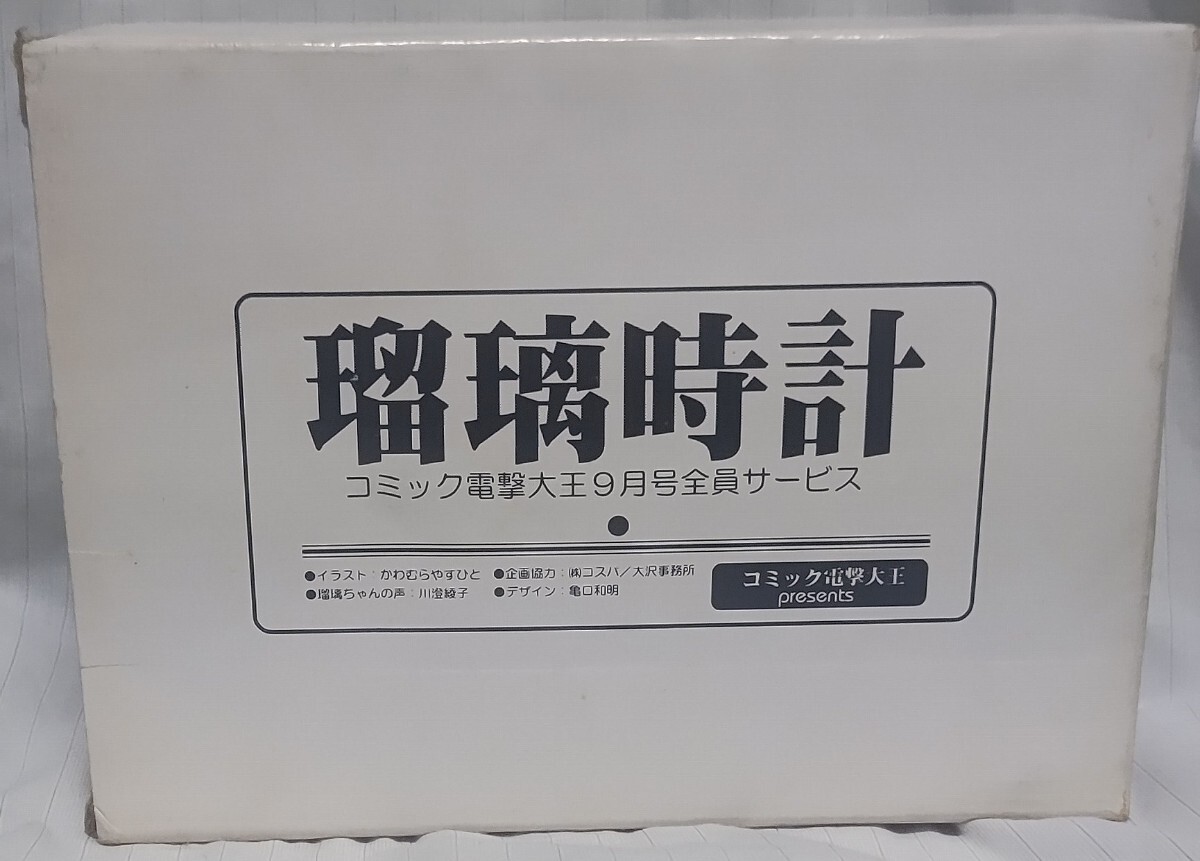 瑠璃時計
コミック電撃大王9月号全員サービス
●イラスト：かわむらやすひと ●企画協力：㈱コスパ／大沢事務所
●瑠璃ちゃんの声：川澄綾子 ●デザイン：亀口和明
コミック電撃大王
presents